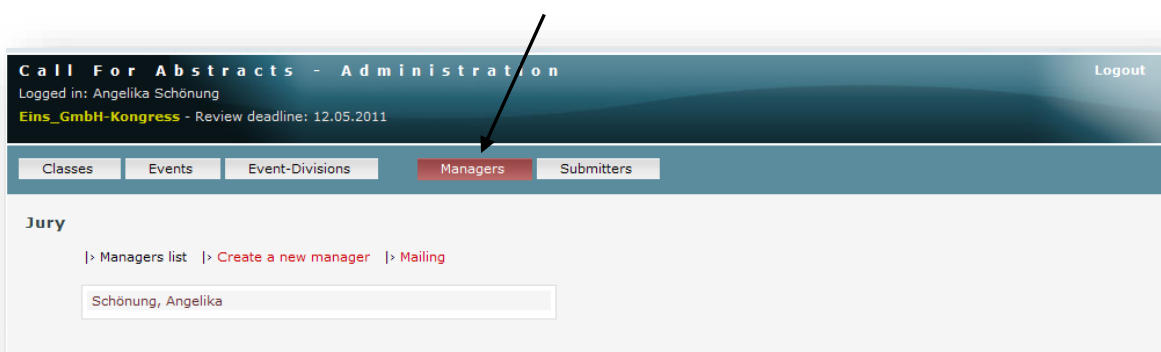 Call For Abstracts - Administration
Logout
Logged in: Angelika Schönung
Eins_GmbH-Kongress - Review deadline: 12.05.2011
Classes Events Event-Divisions Managers Submitters
Jury
|› Managers list |› Create a new manager |› Mailing
Schönung, Angelika